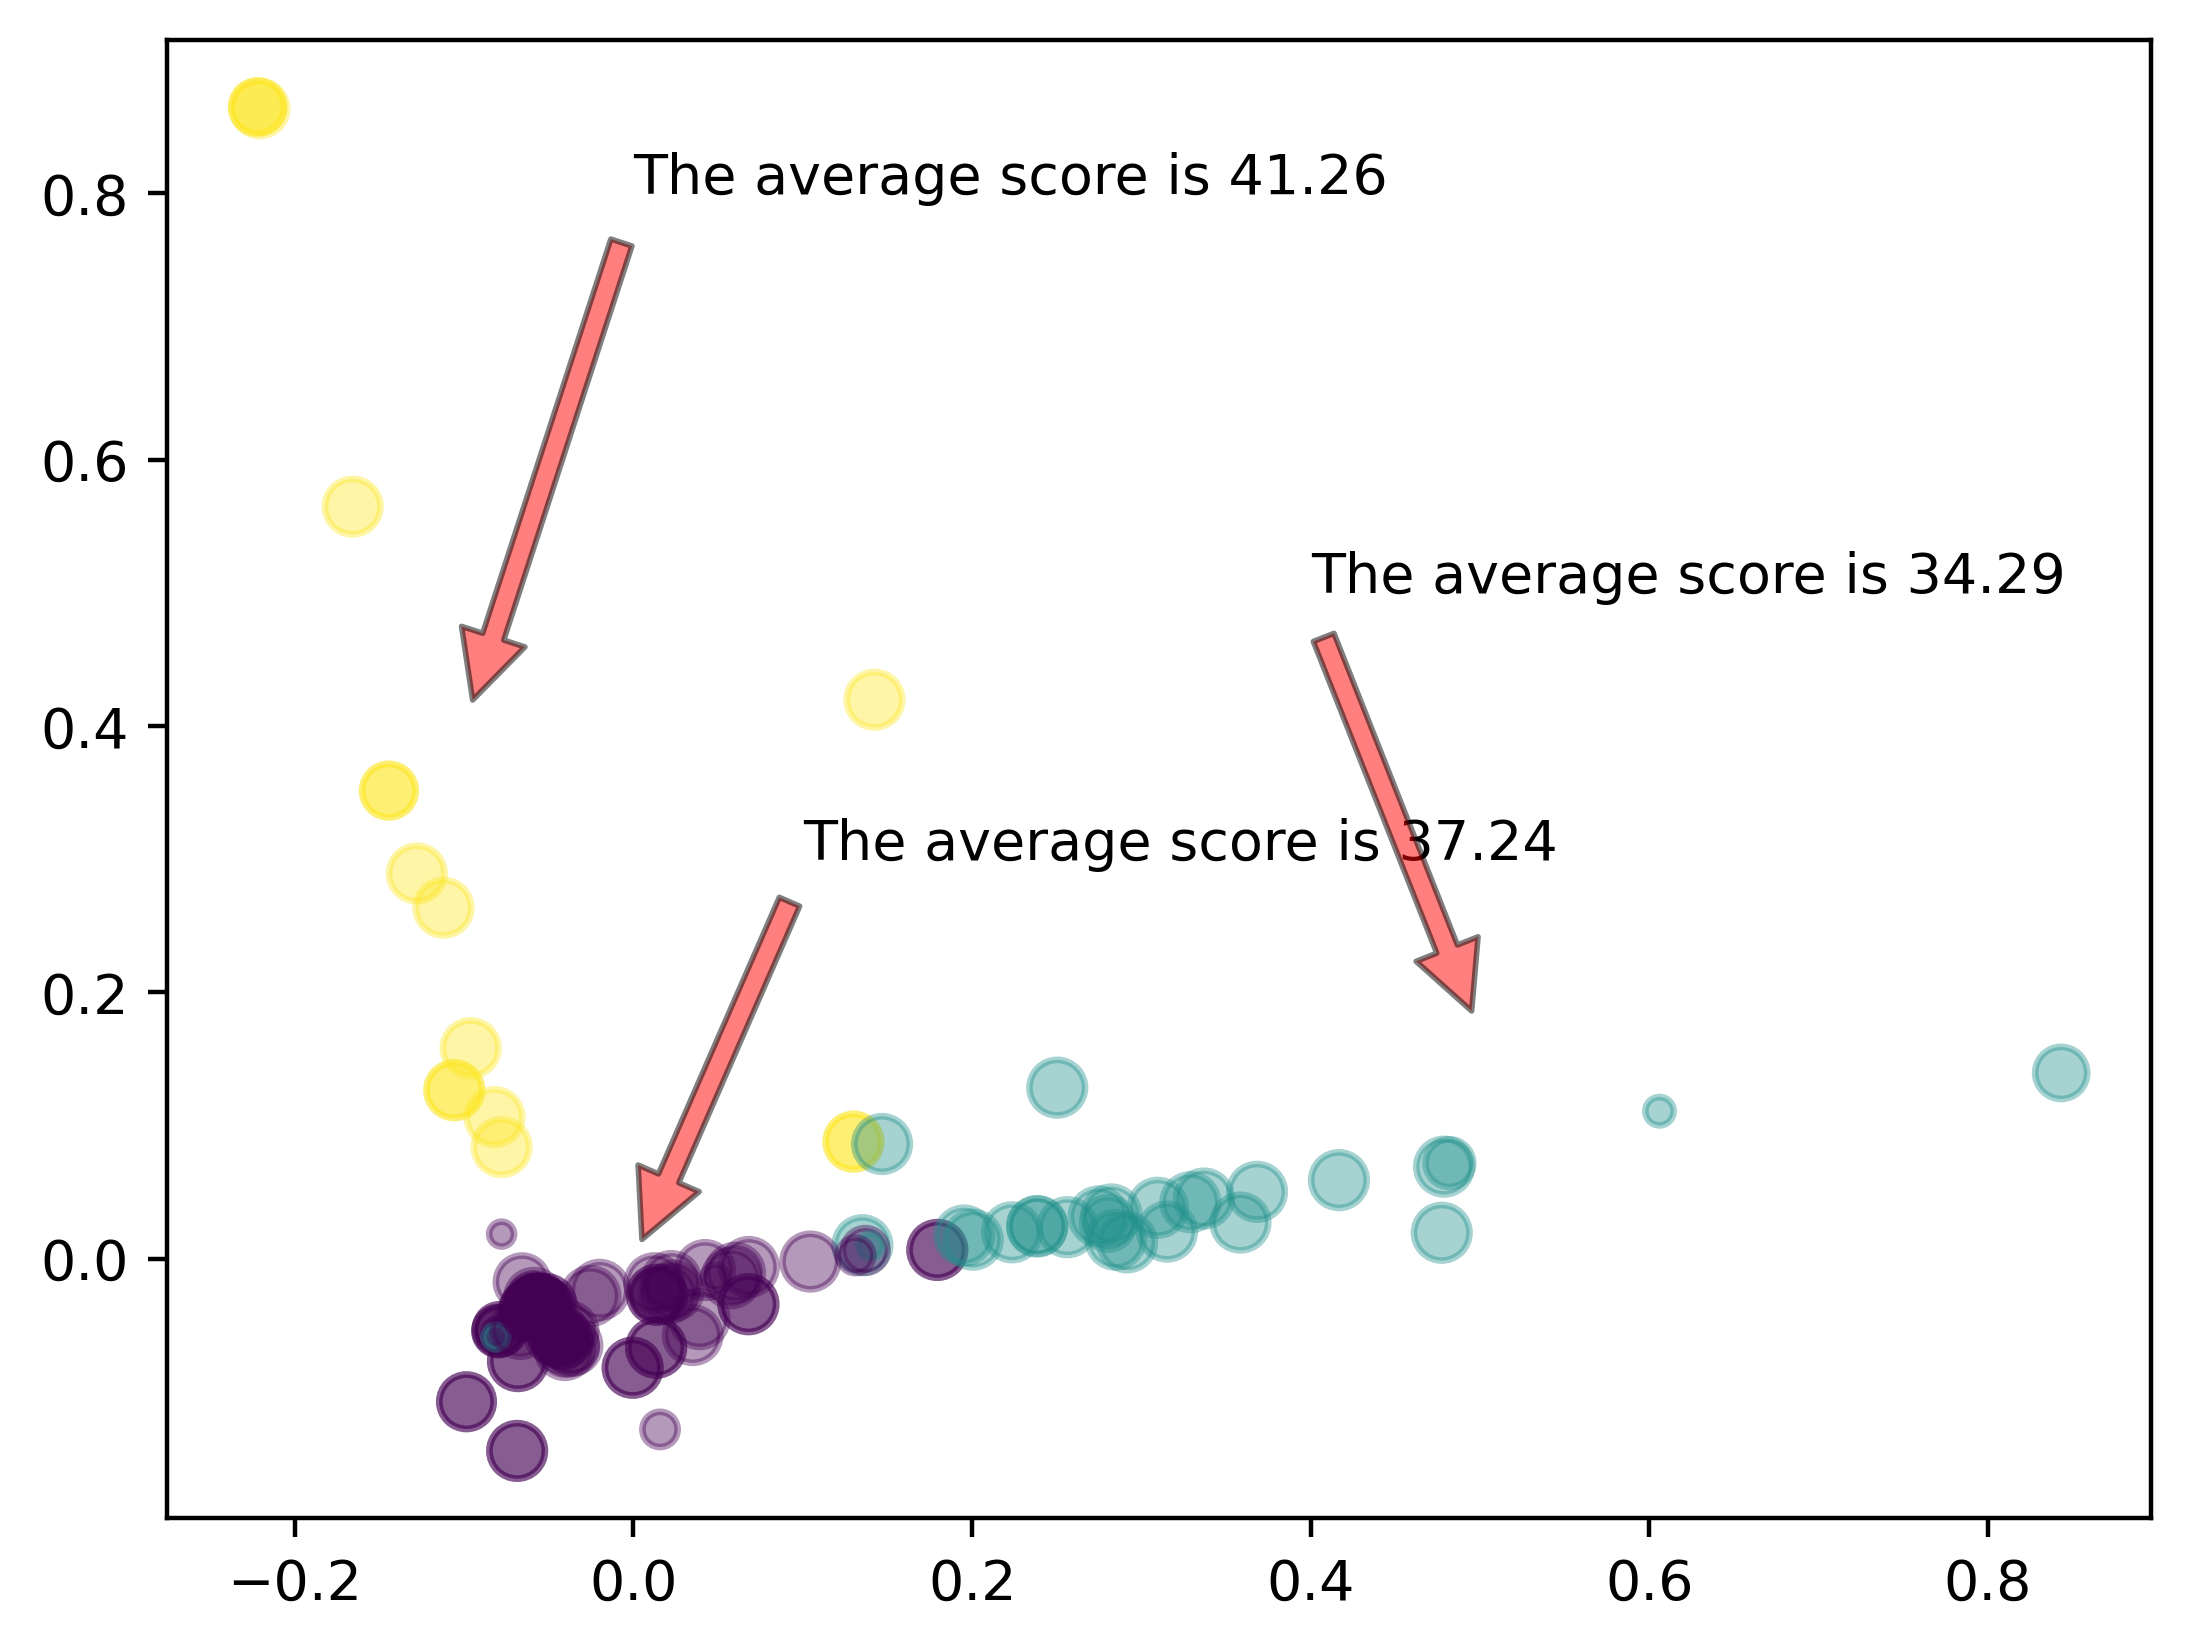 The average score is 41.26
The average score is 34.29
The average score is 37.24
0.8
0.6
0.4
0.2
0.0
−0.2 0.0 0.2 0.4 0.6 0.8